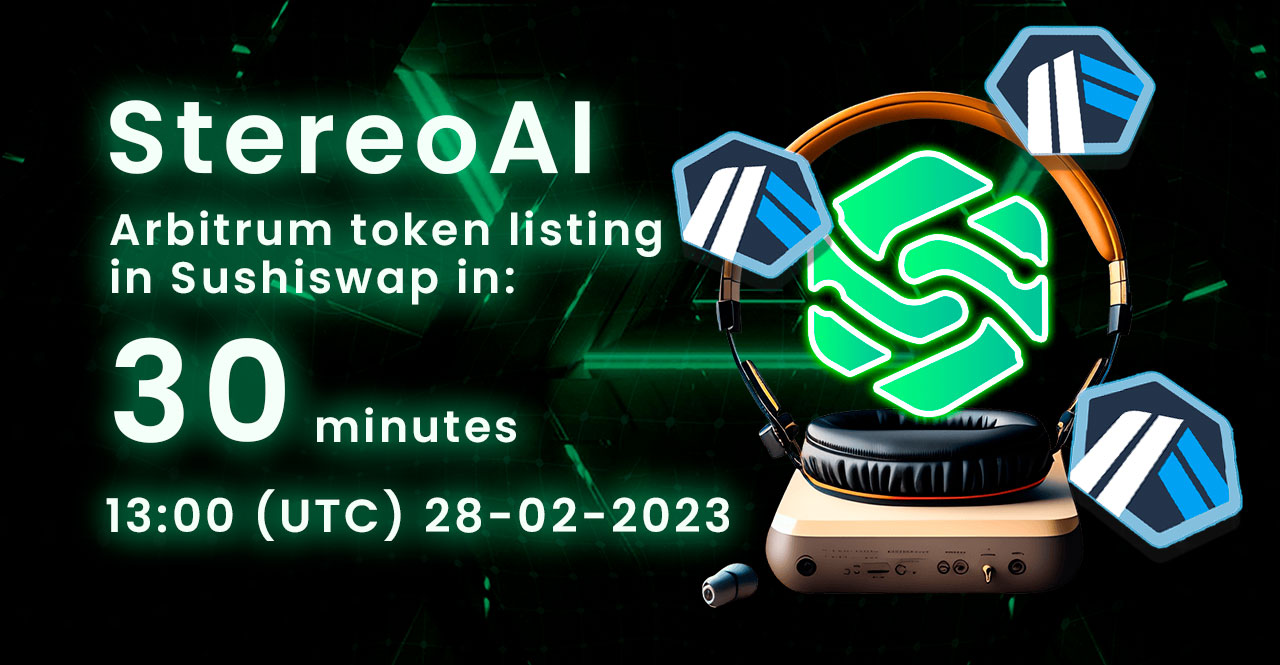 StereoAI
Arbitrum token listing
in Sushiswap in:
30 minutes
13:00 (UTC) 28-02-2023